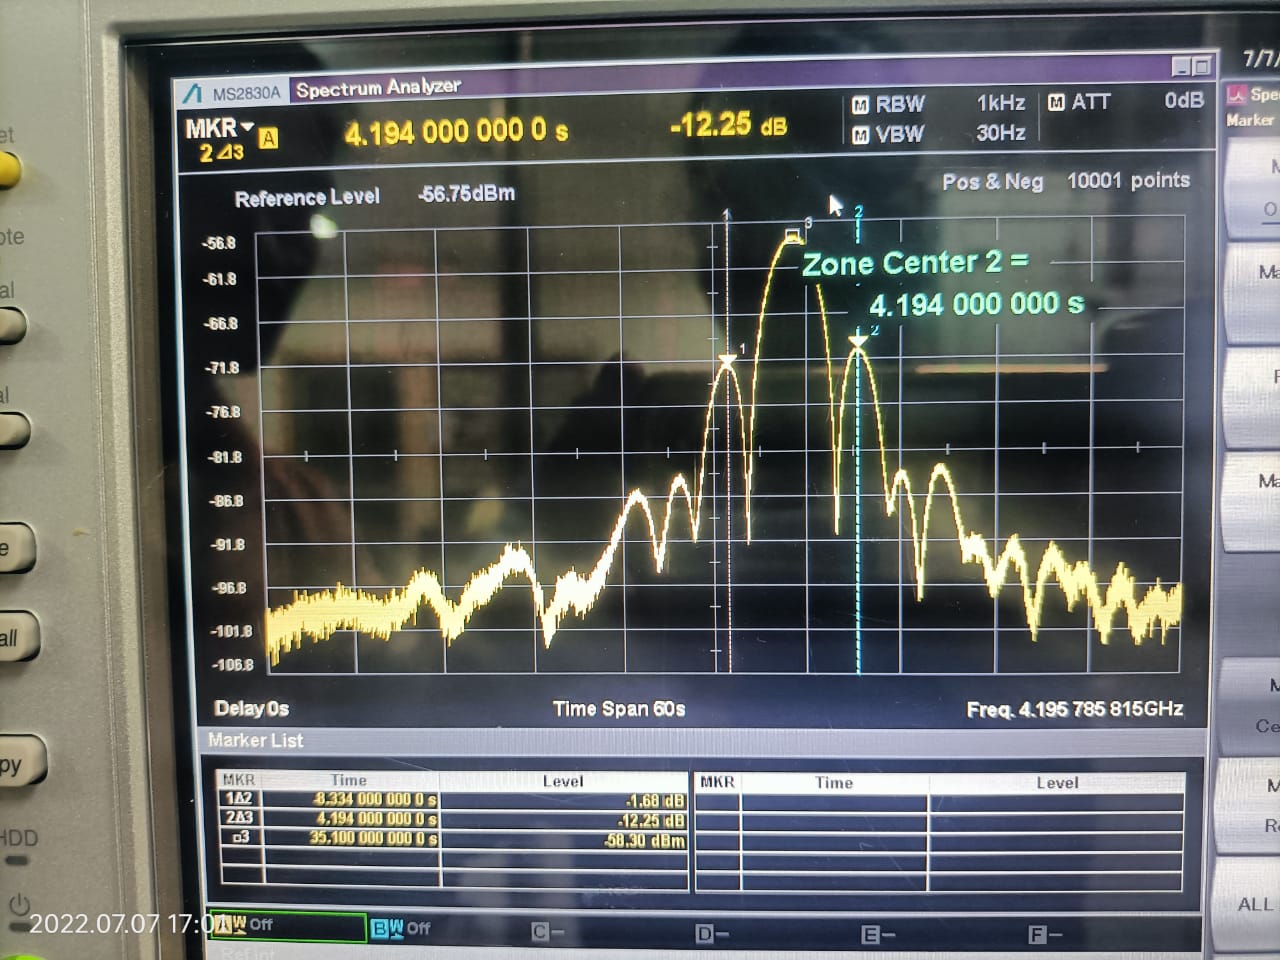 7/7/
MS2830A Spectrum Analyzer
Spe
Marker
MKR A 4.194 000 000 0 s -12.25 dB
2Δ3
M RBW 1kHz M ATT 0dB
M VBW 30Hz
Reference Level -56.75dBm
Pos & Neg 10001 points
1 3 2
Zone Center 2 =
4.194 000 000 s
1
2
-56.8
-61.8
-66.8
-71.8
-76.8
-81.8
-86.8
-91.8
-96.8
-101.8
-106.8
Delay 0s Time Span 60s Freq. 4.195 785 815GHz
Marker List
MKR Time Level MKR Time Level
1Δ2 -8.334 000 000 0 s -1.68 dB
2Δ3 4.194 000 000 0 s -12.25 dB
3 35.100 000 000 0 s -58.30 dBm
W Off B W Off C - D - E - F -
2022.07.07 17:0
et
ote
al
al
e
all
py
HDD
M
O
Ma
F
Ma
M
Ce
M
Re
ALL